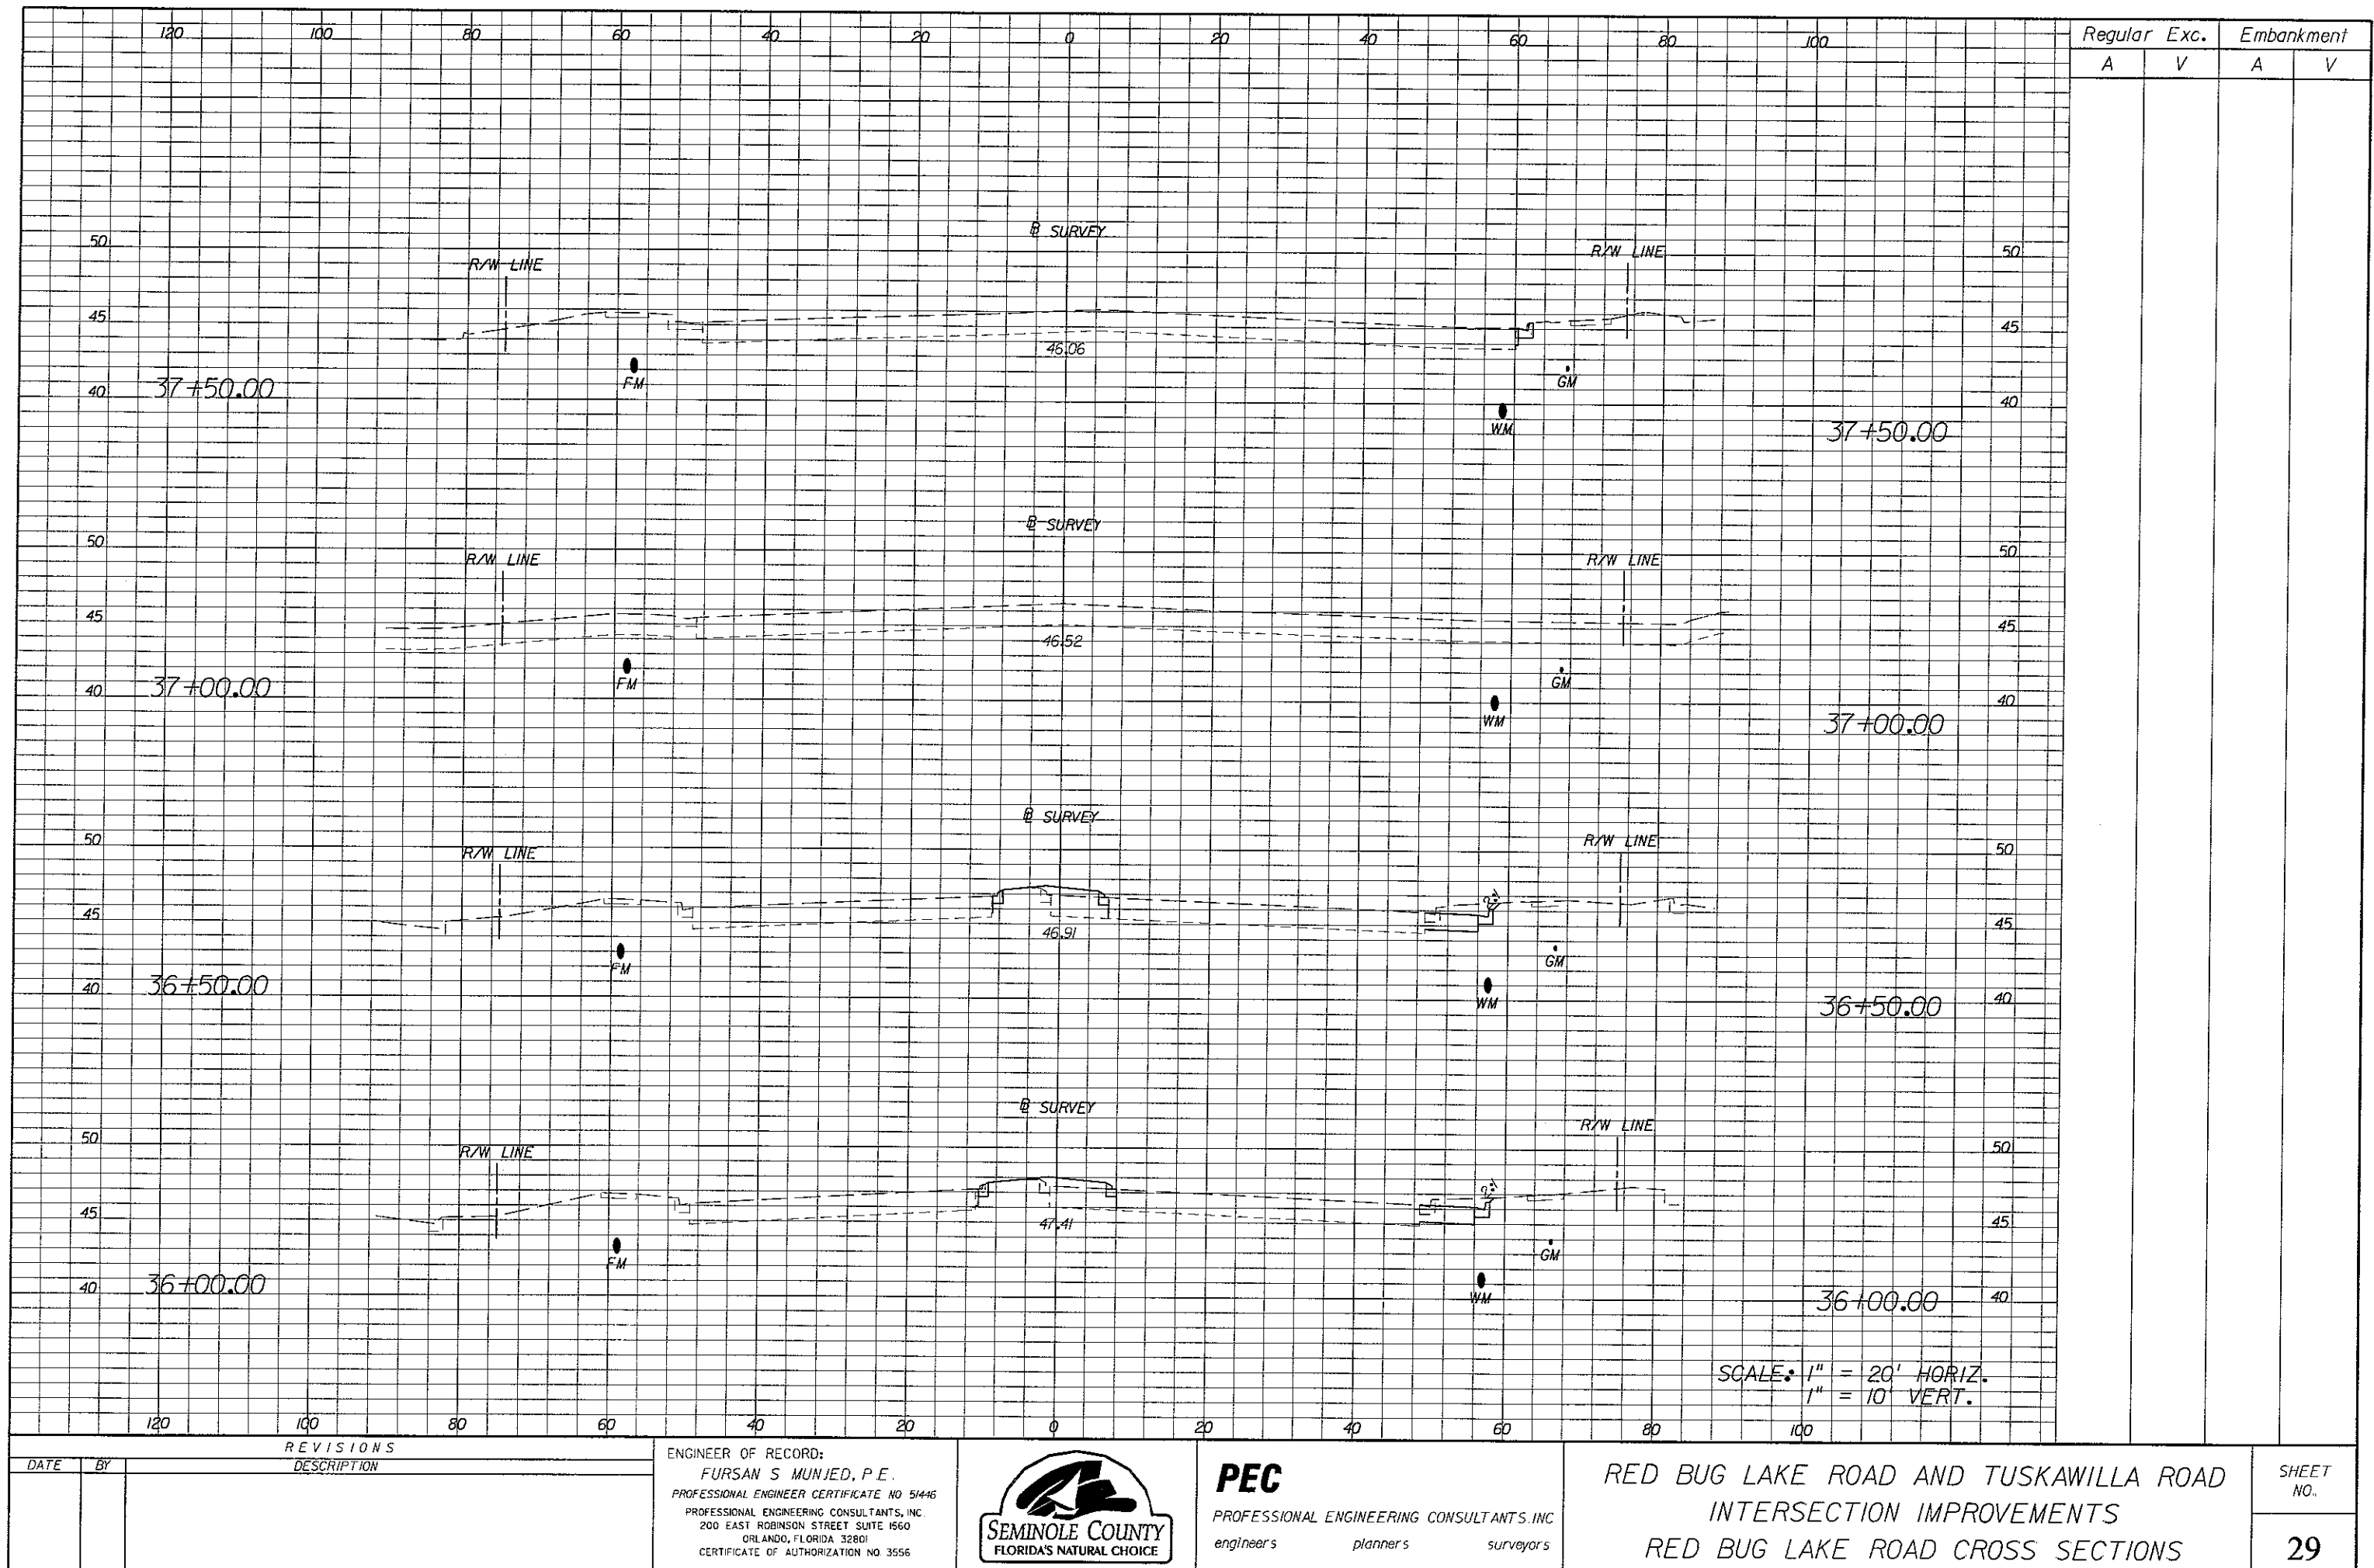 120 100 80 60 40 20 0 20 40 60 80 100
Regular Exc. Embankment
A V A V
B SURVEY
50 R/W LINE R/W LINE 50
45 45
46.06
40 37+50.00 FM GM 40
WM 37+50.00
B SURVEY
50 R/W LINE R/W LINE 50
45 45
46.52
40 37+00.00 FM GM 40
WM 37+00.00
B SURVEY
50 R/W LINE R/W LINE 50
2:1
45 45
46.91
40 36+50.00 FM GM 40
WM 36+50.00
B SURVEY
50 R/W LINE R/W LINE 50
2:1
45 45
47.41
40 36+00.00 FM GM 40
WM 36+00.00
SCALE: 1" = 20' HORIZ.
1" = 10' VERT.
120 100 80 60 40 20 0 20 40 60 80 100
REVISIONS
DATE BY DESCRIPTION
ENGINEER OF RECORD:
FURSAN S MUNJED, P.E.
PROFESSIONAL ENGINEER CERTIFICATE NO 51446
PROFESSIONAL ENGINEERING CONSULTANTS, INC.
200 EAST ROBINSON STREET SUITE 1560
ORLANDO, FLORIDA 32801
CERTIFICATE OF AUTHORIZATION NO. 3556
SEMINOLE COUNTY
FLORIDA'S NATURAL CHOICE
PEC
PROFESSIONAL ENGINEERING CONSULTANTS, INC
engineers planners surveyors
RED BUG LAKE ROAD AND TUSKAWILLA ROAD
INTERSECTION IMPROVEMENTS
RED BUG LAKE ROAD CROSS SECTIONS
SHEET
NO.
29